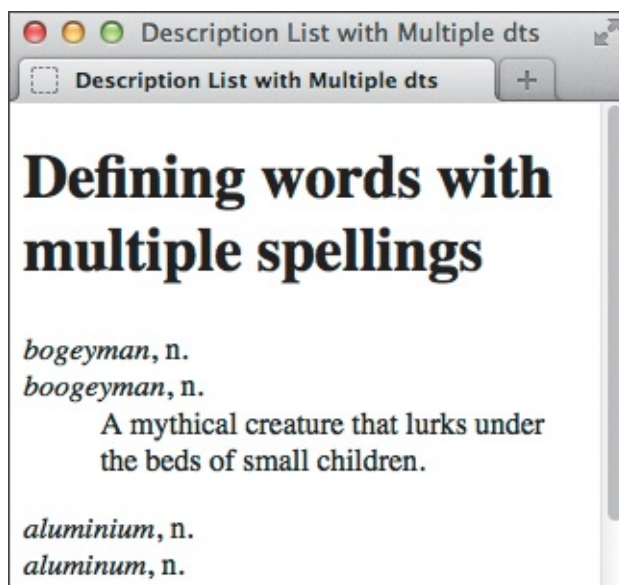 Description List with Multiple dts
Description List with Multiple dts
Defining words with
multiple spellings
bogeyman, n.
boogeyman, n.
A mythical creature that lurks under
the beds of small children.
aluminium, n.
aluminum, n.